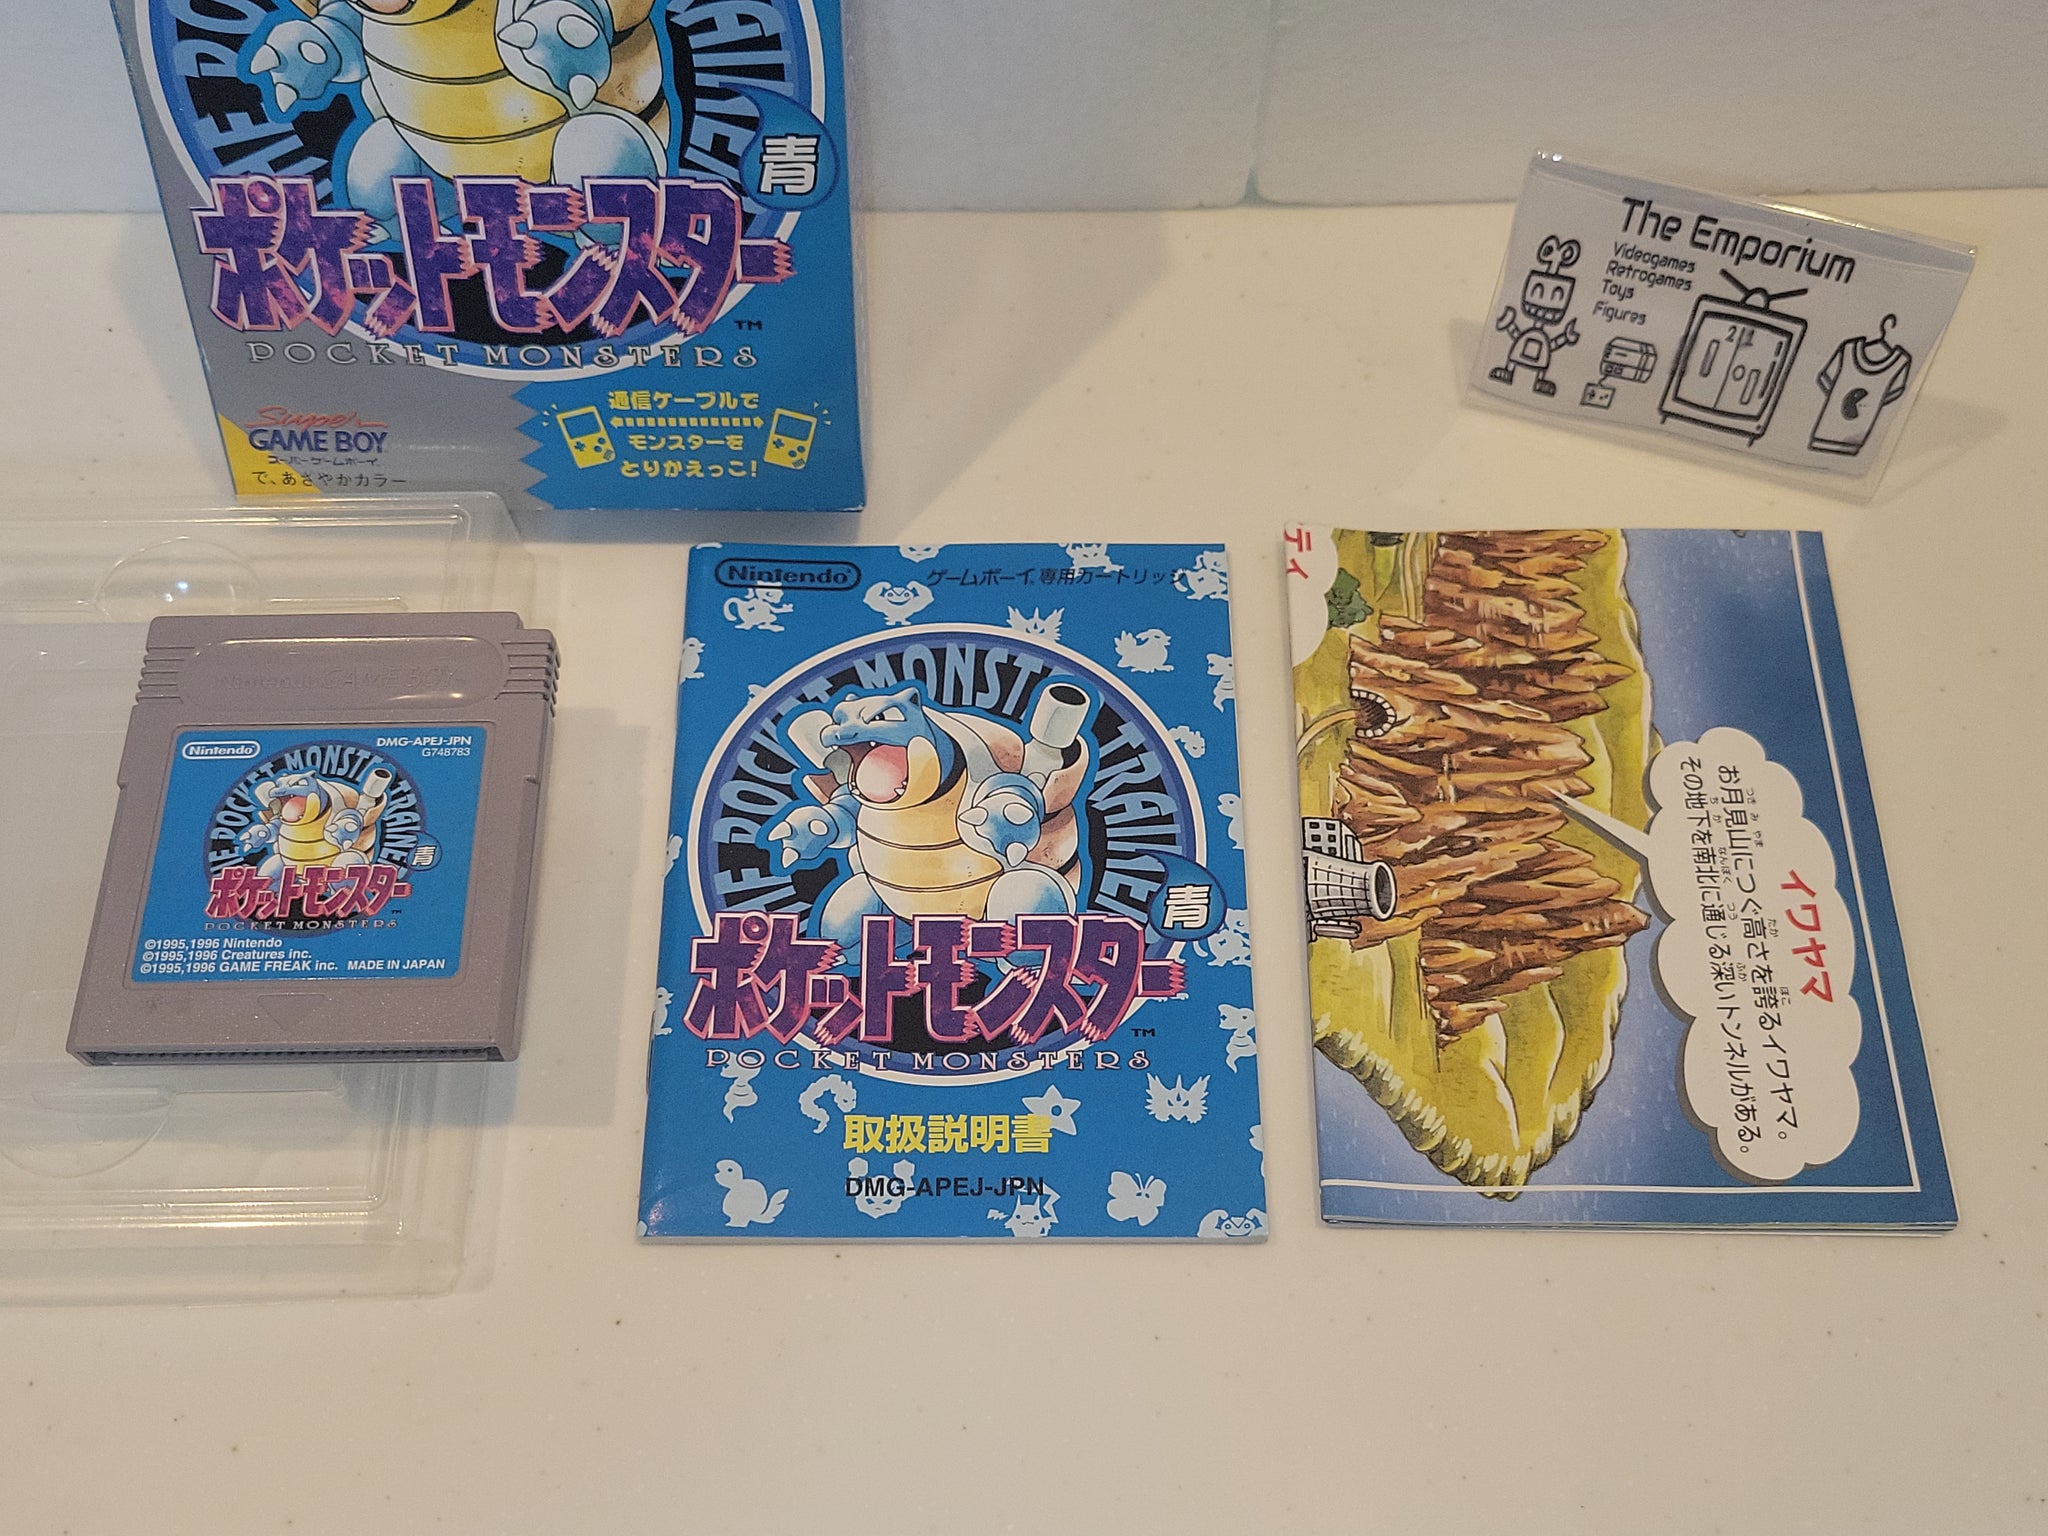 青
ポケットモンスター
TM
POCKET MONSTERS
Super
GAME BOY
スーパーゲームボーイ
で、あざやかカラー
通信ケーブルで
モンスターを
とりかえっこ!
The Emporium
Videogames
Retrogames
Toys
Figures
21
Nintendo GAME BOY
Nintendo
DMG-APEJ-JPN
G748783
THE POCKET MONSTER TRAINER
青
ポケットモンスター
TM
POCKET MONSTERS
©1995,1996 Nintendo
©1995,1996 Creatures inc.
©1995,1996 GAME FREAK inc. MADE IN JAPAN
Nintendo
ゲームボーイ専用カートリッジ
THE POCKET MONSTER TRAINER
青
ポケットモンスター
TM
POCKET MONSTERS
取扱説明書
DMG-APEJ-JPN
ティ
イワヤマ
お月見山につぐ高さを誇るイワヤマ。
その地下を南北に通じる深いトンネルがある。